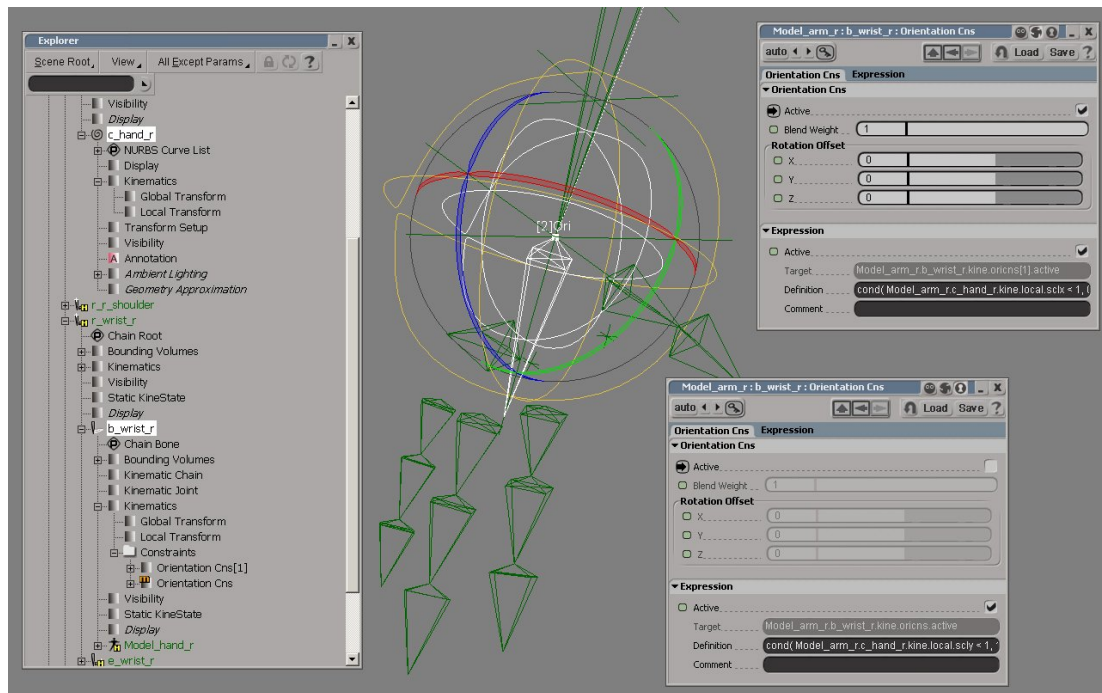 Explorer
Scene Root, View, All Except Params, ?
Visibility
Display
c_hand_r
NURBS Curve List
Display
Kinematics
Global Transform
Local Transform
Transform Setup
Visibility
Annotation
Ambient Lighting
Geometry Approximation
r_r_shoulder
r_wrist_r
Chain Root
Bounding Volumes
Kinematics
Visibility
Static KineState
Display
b_wrist_r
Chain Bone
Bounding Volumes
Kinematic Chain
Kinematic Joint
Kinematics
Global Transform
Local Transform
Constraints
Orientation Cns[1]
Orientation Cns
Visibility
Static KineState
Display
Model_hand_r
e_wrist_r
[2]Ori
Model_arm_r : b_wrist_r : Orientation Cns
auto Load Save ?
Orientation Cns Expression
Orientation Cns
Active
Blend Weight 1
Rotation Offset
X 0
Y 0
Z 0
Expression
Active
Target Model_arm_r.b_wrist_r.kine.oricns[1].active
Definition cond( Model_arm_r.c_hand_r.kine.local.sclx < 1,
Comment
Model_arm_r : b_wrist_r : Orientation Cns
auto Load Save ?
Orientation Cns Expression
Orientation Cns
Active
Blend Weight 1
Rotation Offset
X 0
Y 0
Z 0
Expression
Active
Target Model_arm_r.b_wrist_r.kine.oricns.active
Definition cond( Model_arm_r.c_hand_r.kine.local.scly < 1,
Comment